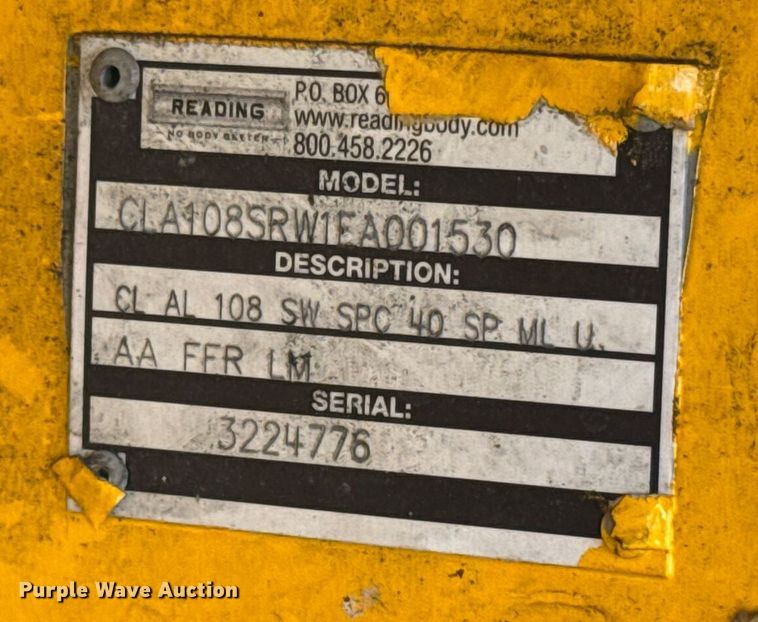 READING
NO BODY BETTER
P.O. BOX 6
www.readingbody.com
800.458.2226
MODEL:
CLA108SRW1EA001530
DESCRIPTION:
CL AL 108 SW SPC 40 SP ML U.
AA FFR LM
SERIAL:
3224776
Purple Wave Auction